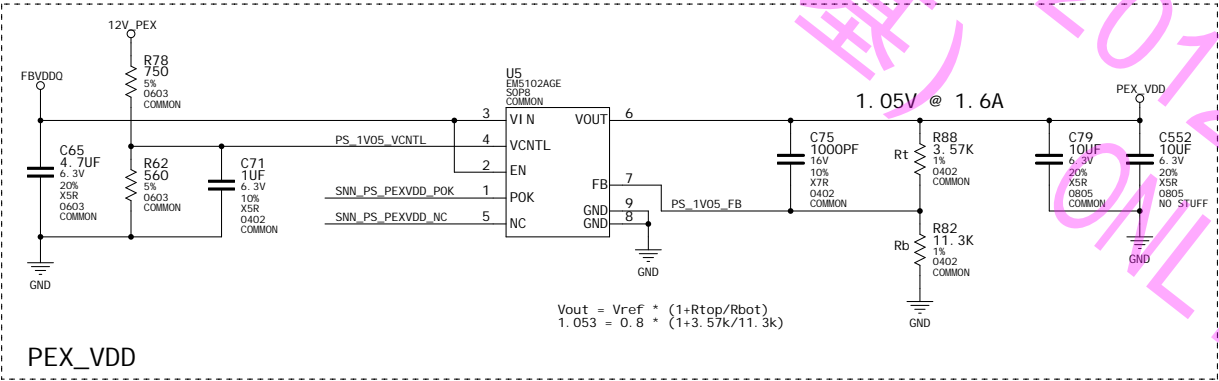 12V_PEX
R78
750
5%
0603
COMMON
FBVDDQ
C65
4.7UF
6.3V
20%
X5R
0603
COMMON
R62
560
5%
0603
COMMON
C71
1UF
6.3V
10%
X5R
0402
COMMON
GND
PS_1V05_VCNTL
SNN_PS_PEXVDD_POK
SNN_PS_PEXVDD_NC
U5
EM5102AGE
SOP8
COMMON
3 VIN VOUT 6
4 VCNTL
2 EN
1 POK FB 7
5 NC GND 9
GND 8
PS_1V05_FB
GND
1.05V @ 1.6A
C75
1000PF
16V
10%
X7R
0402
COMMON
Rt
R88
3.57K
1%
0402
COMMON
Rb
R82
11.3K
1%
0402
COMMON
GND
PEX_VDD
C79
10UF
6.3V
20%
X5R
0805
COMMON
C552
10UF
6.3V
20%
X5R
0805
NO STUFF
GND
Vout = Vref * (1+Rtop/Rbot)
1.053 = 0.8 * (1+3.57k/11.3k)
PEX_VDD
2012
ONL